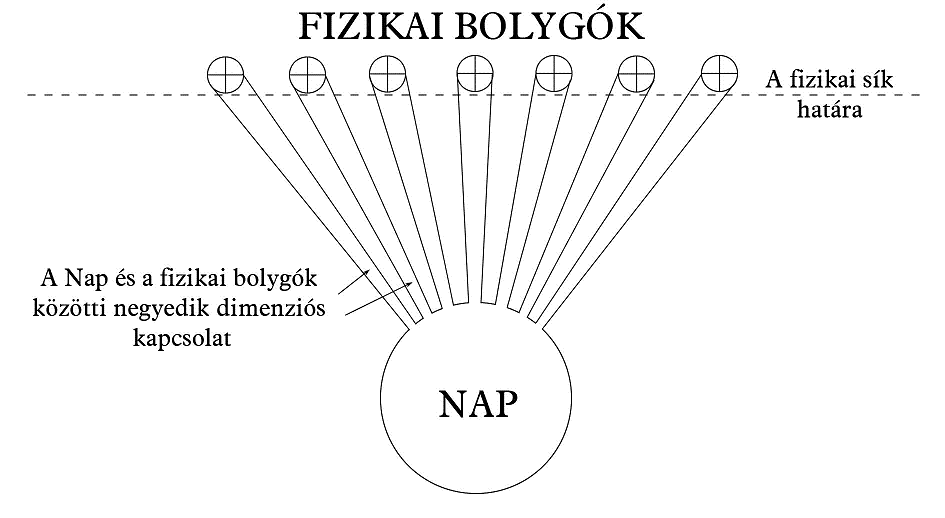 FIZIKAI BOLYGÓK
A fizikai sík
határa
A Nap és a fizikai bolygók
közötti negyedik dimenziós
kapcsolat
NAP